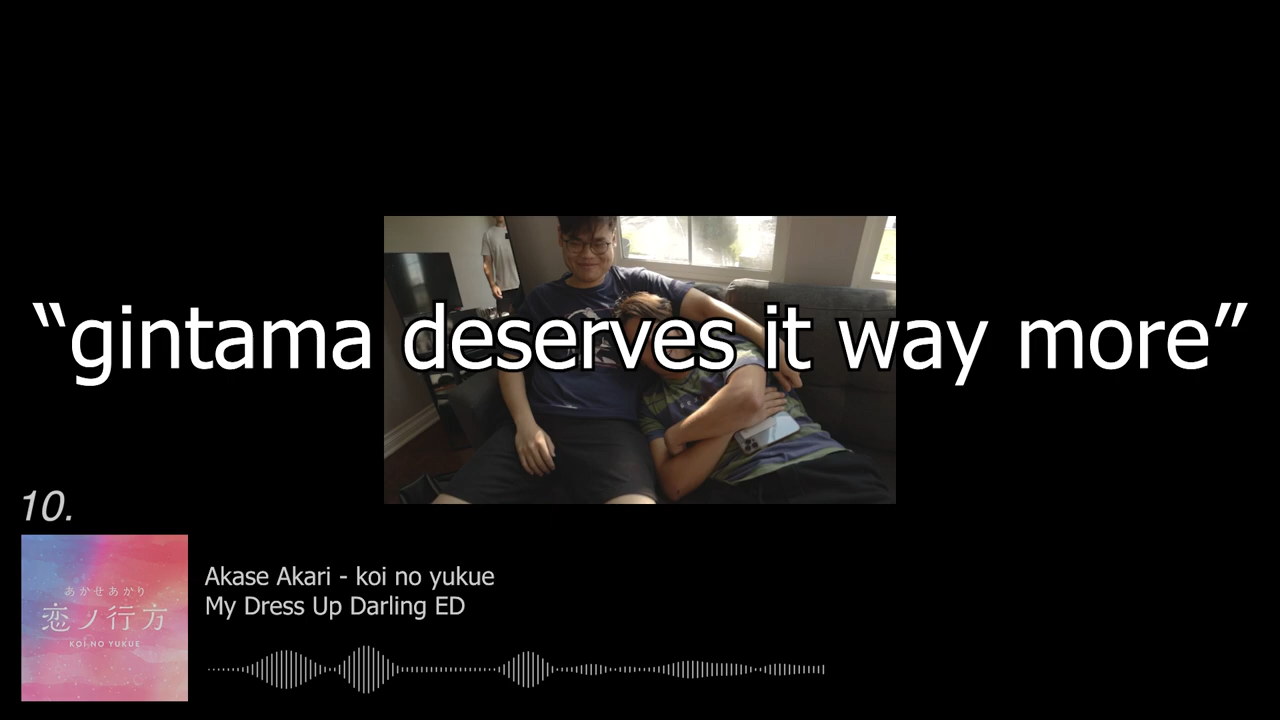 “gintama deserves it way more”
10.
あかせあかり
恋ノ行方
KOI NO YUKUE
Akase Akari - koi no yukue
My Dress Up Darling ED